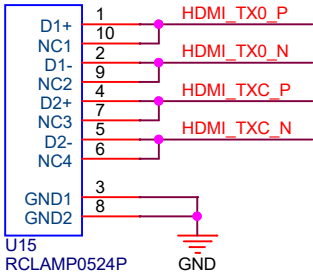 D1+ 1 HDMI_TX0_P
NC1 10
D1- 2 HDMI_TX0_N
NC2 9
D2+ 4 HDMI_TXC_P
NC3 7
D2- 5 HDMI_TXC_N
NC4 6
GND1 3
GND2 8
U15
RCLAMP0524P GND